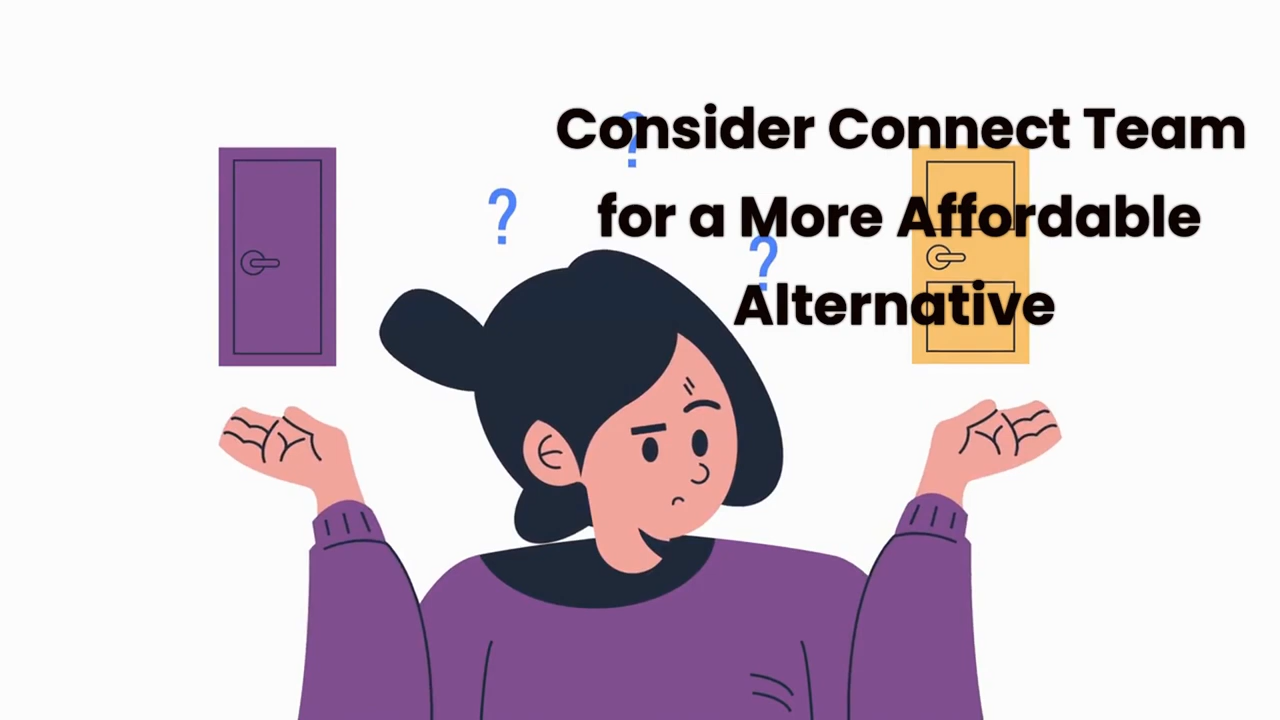 Consider Connect Team
for a More Affordable
Alternative
?
?
?